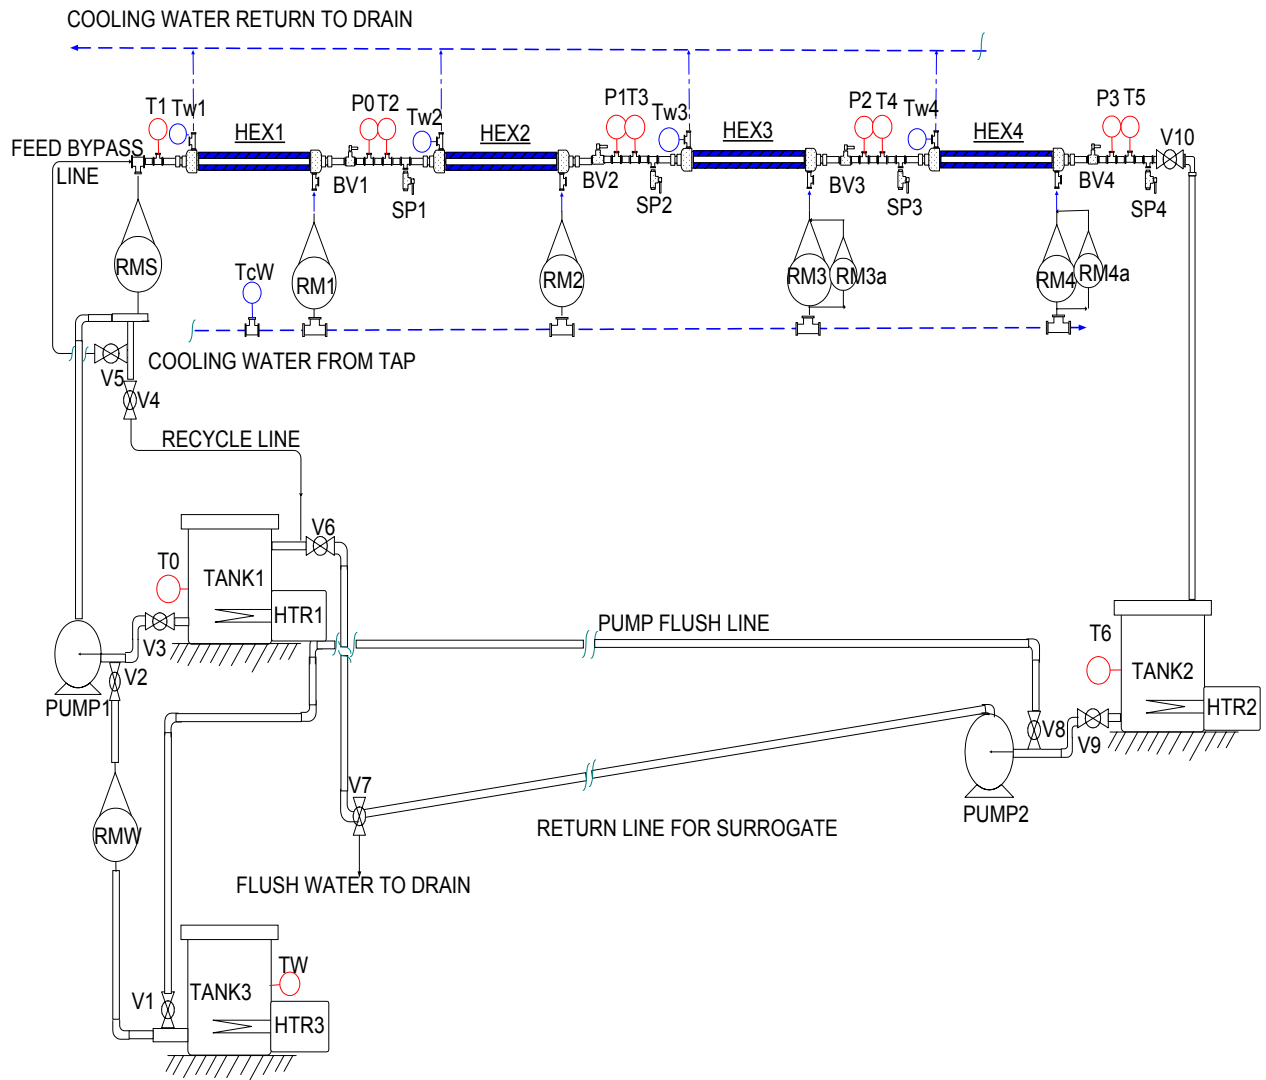 COOLING WATER RETURN TO DRAIN
T1
Tw1
HEX1
P0
T2
Tw2
HEX2
P1
T3
Tw3
HEX3
P2
T4
Tw4
HEX4
P3
T5
V10
FEED BYPASS
LINE
BV1
SP1
BV2
SP2
BV3
SP3
BV4
SP4
RMS
TcW
RM1
RM2
RM3
RM3a
RM4
RM4a
COOLING WATER FROM TAP
V5
V4
RECYCLE LINE
V6
T0
TANK1
HTR1
V3
V2
PUMP1
PUMP FLUSH LINE
T6
TANK2
HTR2
V8
V9
PUMP2
V7
RETURN LINE FOR SURROGATE
RMW
FLUSH WATER TO DRAIN
TW
TANK3
V1
HTR3